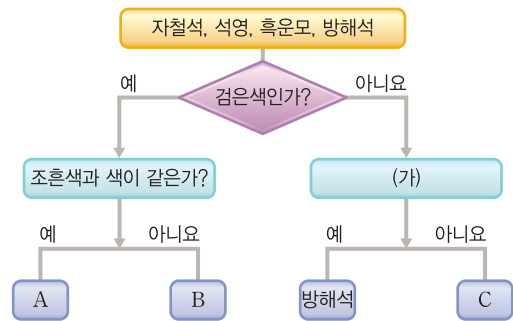 자철석, 석영, 흑운모, 방해석
검은색인가?
예
아니요
조흔색과 색이 같은가?
(가)
예
아니요
예
아니요
A
B
방해석
C